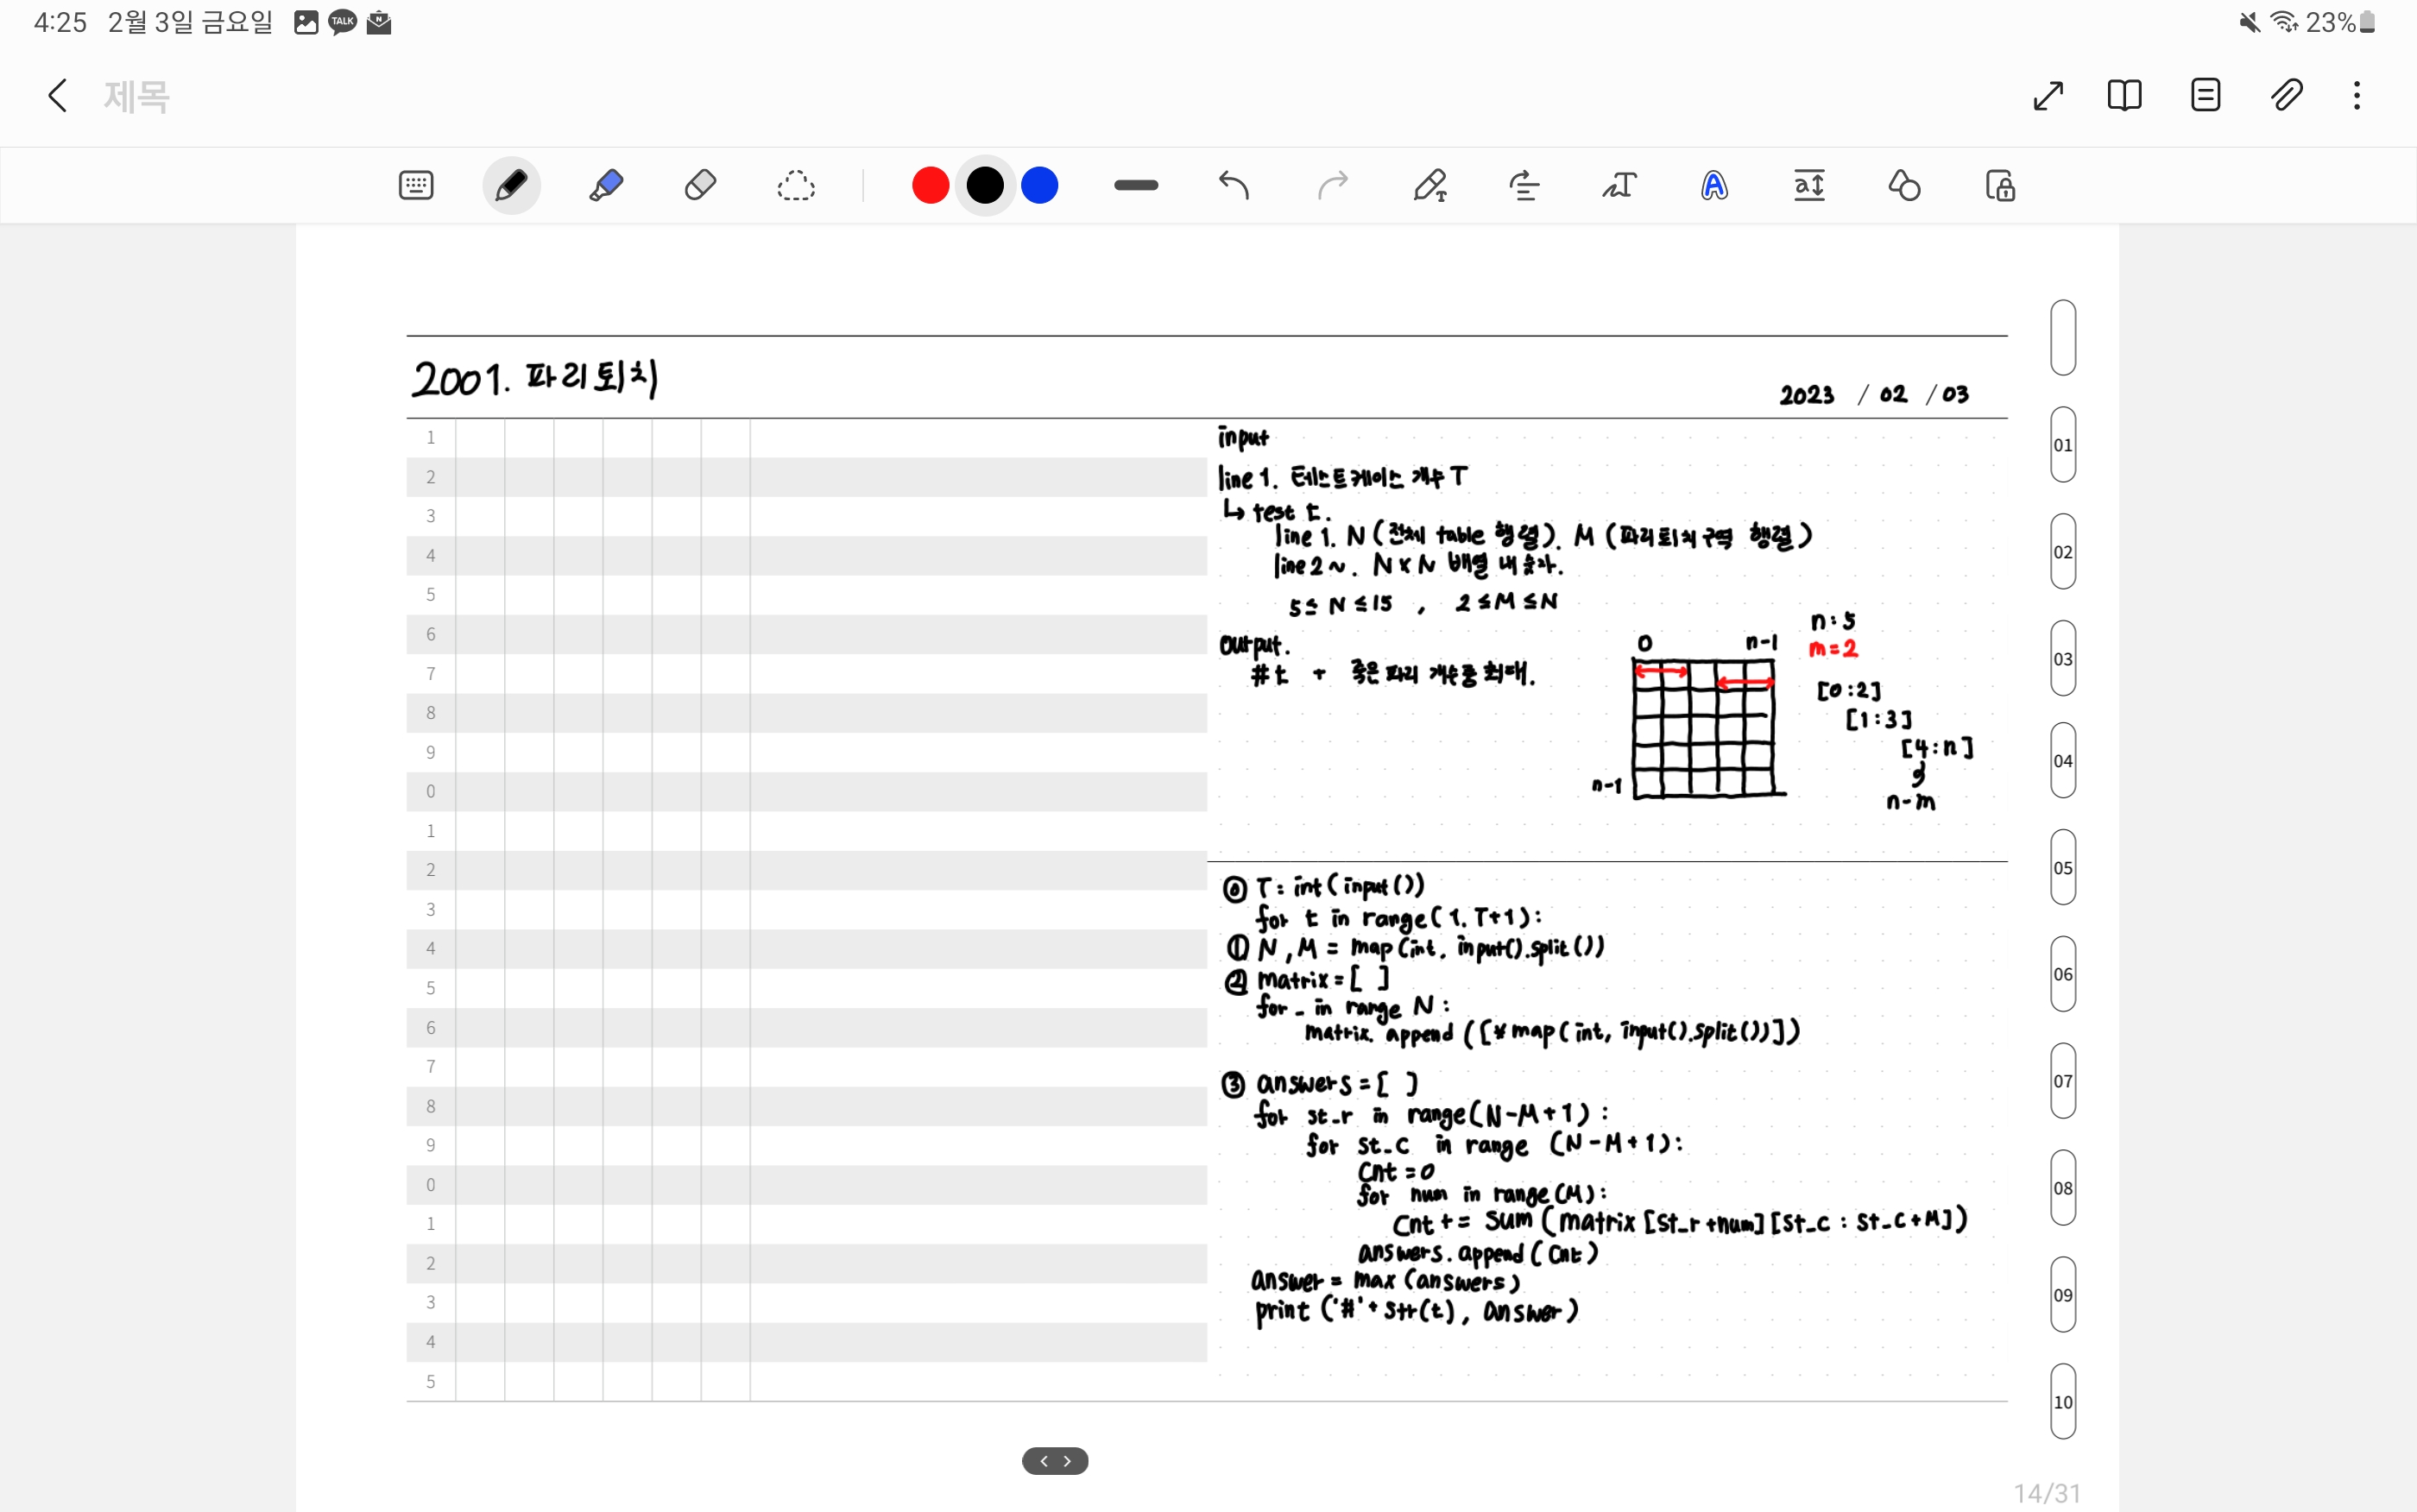 4:25 2월 3일 금요일 TALK N 23%
제목
2001. 파리퇴치
2023 / 02 / 03
1
2
3
4
5
6
7
8
9
0
1
2
3
4
5
6
7
8
9
0
1
2
3
4
5
input
line 1. 테스트케이스 개수 T
↳ test t.
line 1. N (전체 table 행렬). M (파리퇴치구역 행렬)
line 2 ~. N x N 배열 내 숫자.
5 ≤ N ≤ 15 , 2 ≤ M ≤ N
output.
#t + 죽은 파리 개수 중 최대.
0 n-1
n-1
n : 5
m = 2
[0 : 2]
[1 : 3]
[4 : n]
n-m
⓪ T = int(input())
for t in range(1. T+1):
① N, M = map(int, input().split())
② matrix = [ ]
for _ in range N :
matrix. append([*map(int, input().split())])
③ answers = [ ]
for st_r in range(N-M+1) :
for st_c in range (N-M+1):
cnt = 0
for num in range(M):
cnt += sum(matrix[st_r+num][st_c : st_c+M])
answers.append(cnt)
answer = max(answers)
print('#'+str(t), answer)
01
02
03
04
05
06
07
08
09
10
14/31